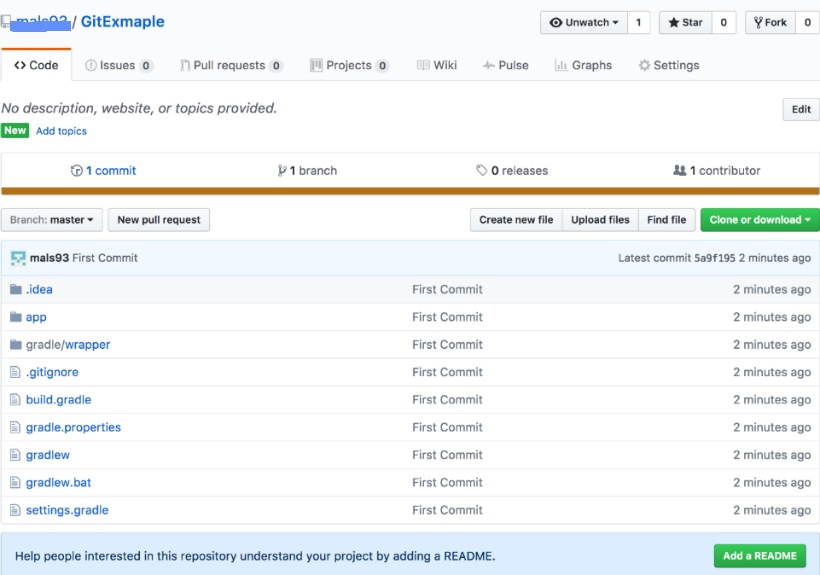 / GitExmaple
Unwatch 1 Star 0 Fork 0
Code Issues 0 Pull requests 0 Projects 0 Wiki Pulse Graphs Settings
No description, website, or topics provided. Edit
New Add topics
1 commit 1 branch 0 releases 1 contributor
Branch: master New pull request Create new file Upload files Find file Clone or download
mals93 First Commit Latest commit 5a9f195 2 minutes ago
.idea First Commit 2 minutes ago
app First Commit 2 minutes ago
gradle/wrapper First Commit 2 minutes ago
.gitignore First Commit 2 minutes ago
build.gradle First Commit 2 minutes ago
gradle.properties First Commit 2 minutes ago
gradlew First Commit 2 minutes ago
gradlew.bat First Commit 2 minutes ago
settings.gradle First Commit 2 minutes ago
Help people interested in this repository understand your project by adding a README. Add a README